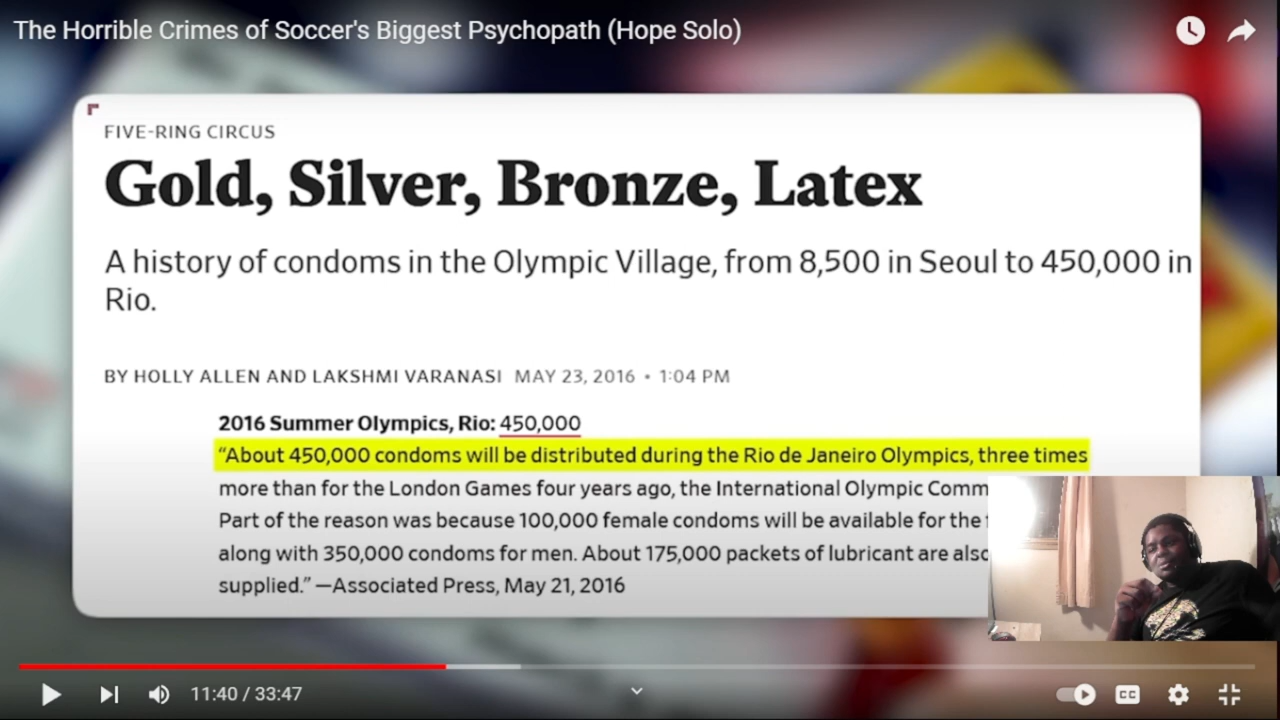 The Horrible Crimes of Soccer's Biggest Psychopath (Hope Solo)
FIVE-RING CIRCUS
Gold, Silver, Bronze, Latex
A history of condoms in the Olympic Village, from 8,500 in Seoul to 450,000 in
Rio.
BY HOLLY ALLEN AND LAKSHMI VARANASI MAY 23, 2016 • 1:04 PM
2016 Summer Olympics, Rio: 450,000
“About 450,000 condoms will be distributed during the Rio de Janeiro Olympics, three times
more than for the London Games four years ago, the International Olympic Comm
Part of the reason was because 100,000 female condoms will be available for the
along with 350,000 condoms for men. About 175,000 packets of lubricant are also
supplied.” —Associated Press, May 21, 2016
11:40 / 33:47
CC